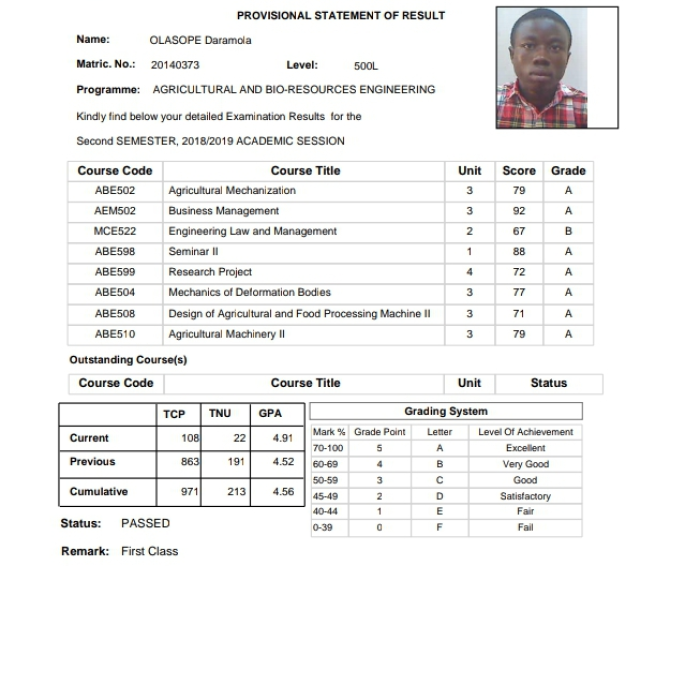 PROVISIONAL STATEMENT OF RESULT
Name: OLASOPE Daramola
Matric. No.: 20140373 Level: 500L
Programme: AGRICULTURAL AND BIO-RESOURCES ENGINEERING
Kindly find below your detailed Examination Results for the
Second SEMESTER, 2018/2019 ACADEMIC SESSION
Course Code Course Title Unit Score Grade
ABE502 Agricultural Mechanization 3 79 A
AEM502 Business Management 3 92 A
MCE522 Engineering Law and Management 2 67 B
ABE598 Seminar II 1 88 A
ABE599 Research Project 4 72 A
ABE504 Mechanics of Deformation Bodies 3 77 A
ABE508 Design of Agricultural and Food Processing Machine II 3 71 A
ABE510 Agricultural Machinery II 3 79 A
Outstanding Course(s)
Course Code Course Title Unit Status
TCP TNU GPA
Current 108 22 4.91
Previous 863 191 4.52
Cumulative 971 213 4.56
Grading System
Mark % Grade Point Letter Level Of Achievement
70-100 5 A Excellent
60-69 4 B Very Good
50-59 3 C Good
45-49 2 D Satisfactory
40-44 1 E Fair
0-39 0 F Fail
Status: PASSED
Remark: First Class